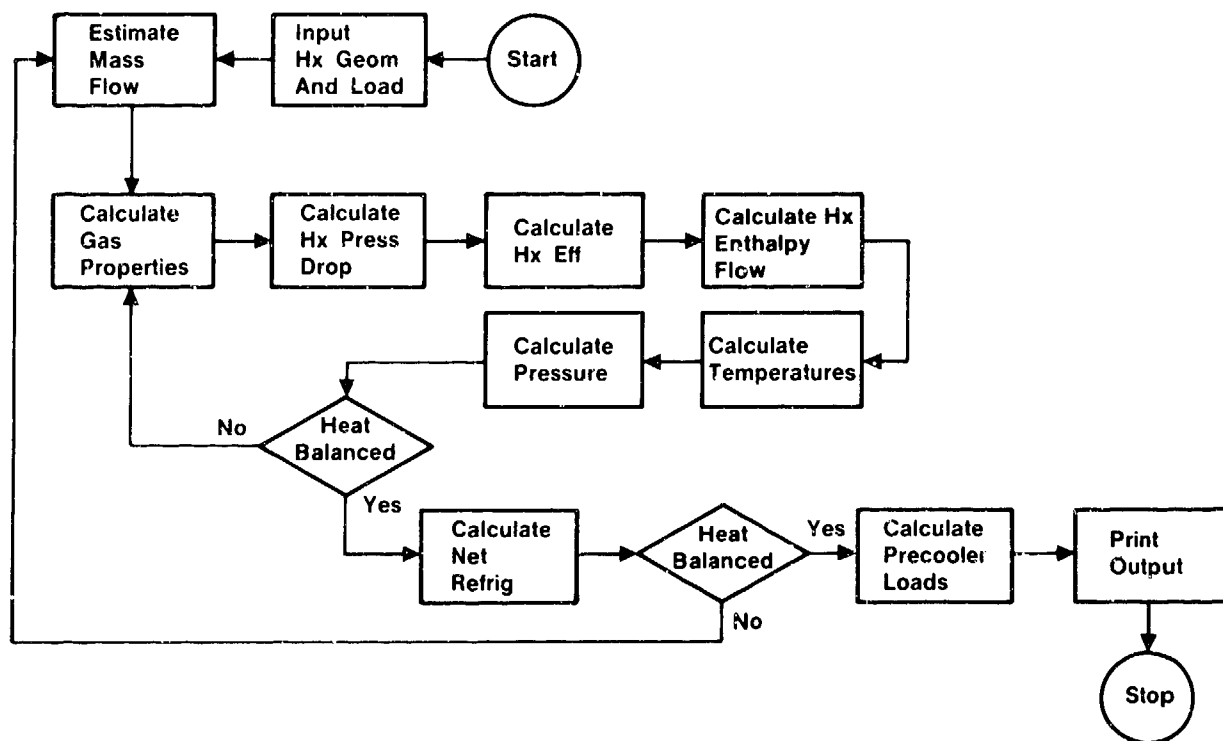 Estimate
Mass
Flow
Input
Hx Geom
And Load
Start
Calculate
Gas
Properties
Calculate
Hx Press
Drop
Calculate
Hx Eff
Calculate Hx
Enthalpy
Flow
Calculate
Pressure
Calculate
Temperatures
No
Heat
Balanced
Yes
Calculate
Net
Refrig
Heat
Balanced
Yes
No
Calculate
Precooler
Loads
Print
Output
Stop